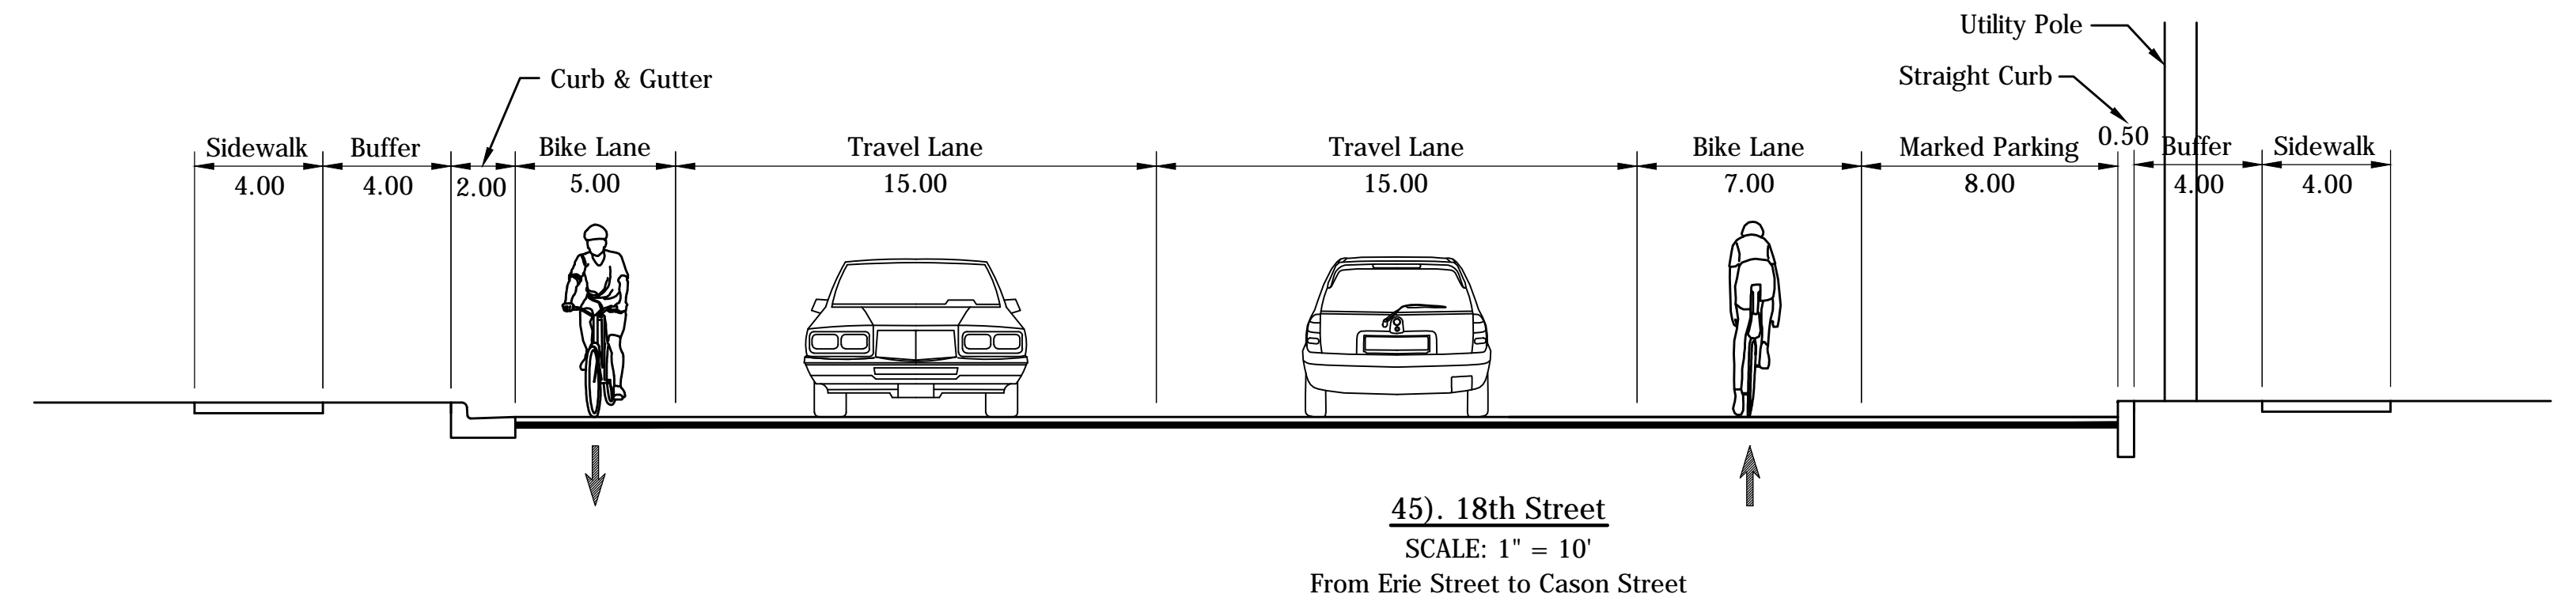 Utility Pole
Straight Curb
Curb & Gutter
0.50
Sidewalk Buffer Bike Lane Travel Lane Travel Lane Bike Lane Marked Parking Buffer Sidewalk
4.00 4.00 2.00 5.00 15.00 15.00 7.00 8.00 4.00 4.00
45). 18th Street
SCALE: 1" = 10'
From Erie Street to Cason Street